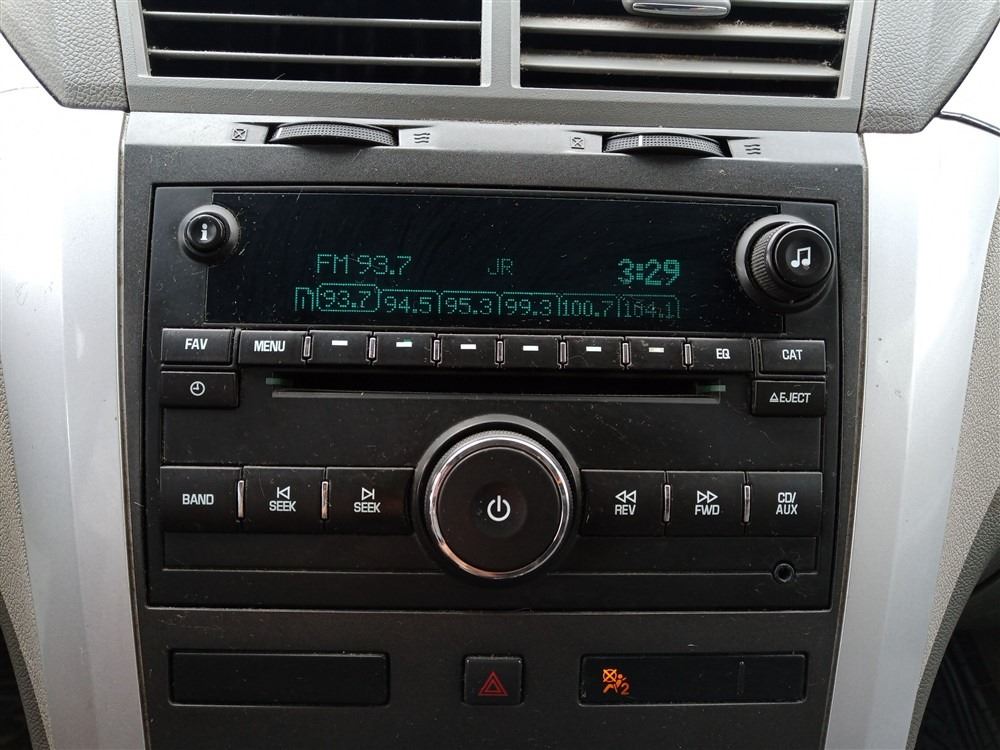 i
FM 93.7 JR 3:29
93.7 94.5 95.3 99.3 100.7 104.1
FAV MENU EQ CAT
EJECT
BAND SEEK SEEK REV FWD CD/
AUX
2